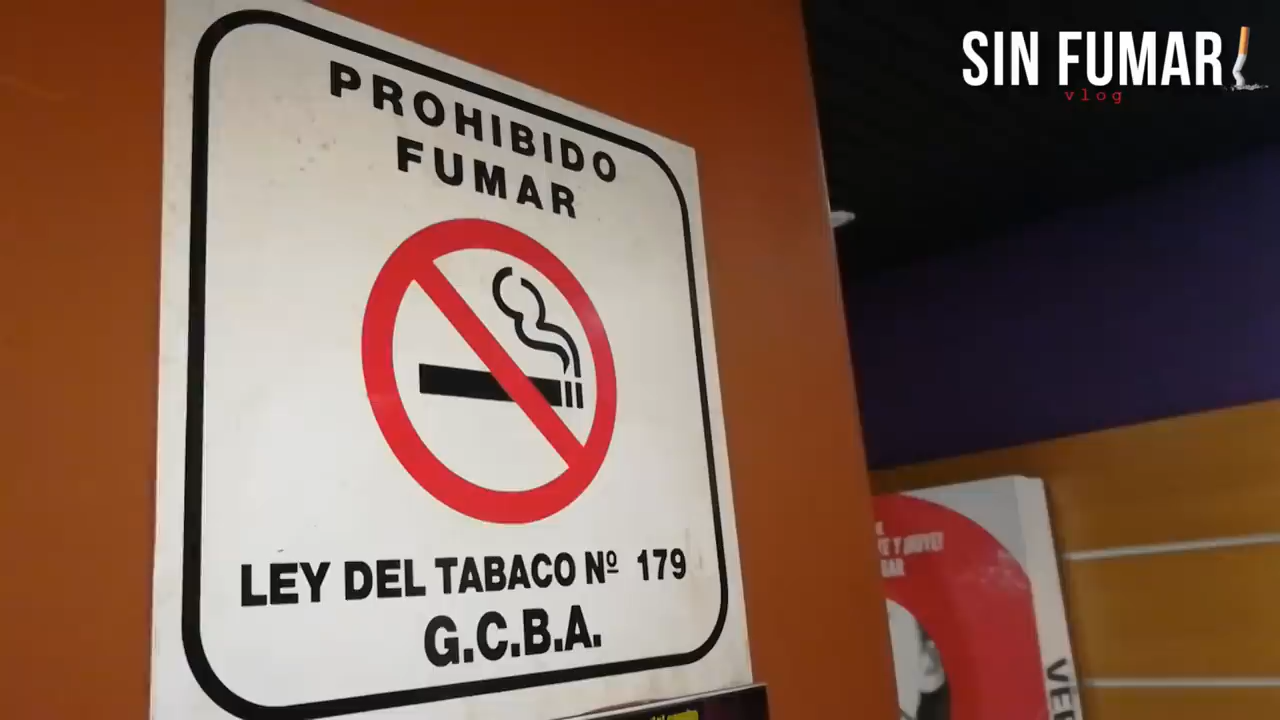 SIN FUMAR
vlog
PROHIBIDO
FUMAR
LEY DEL TABACO Nº 179
G.C.B.A.